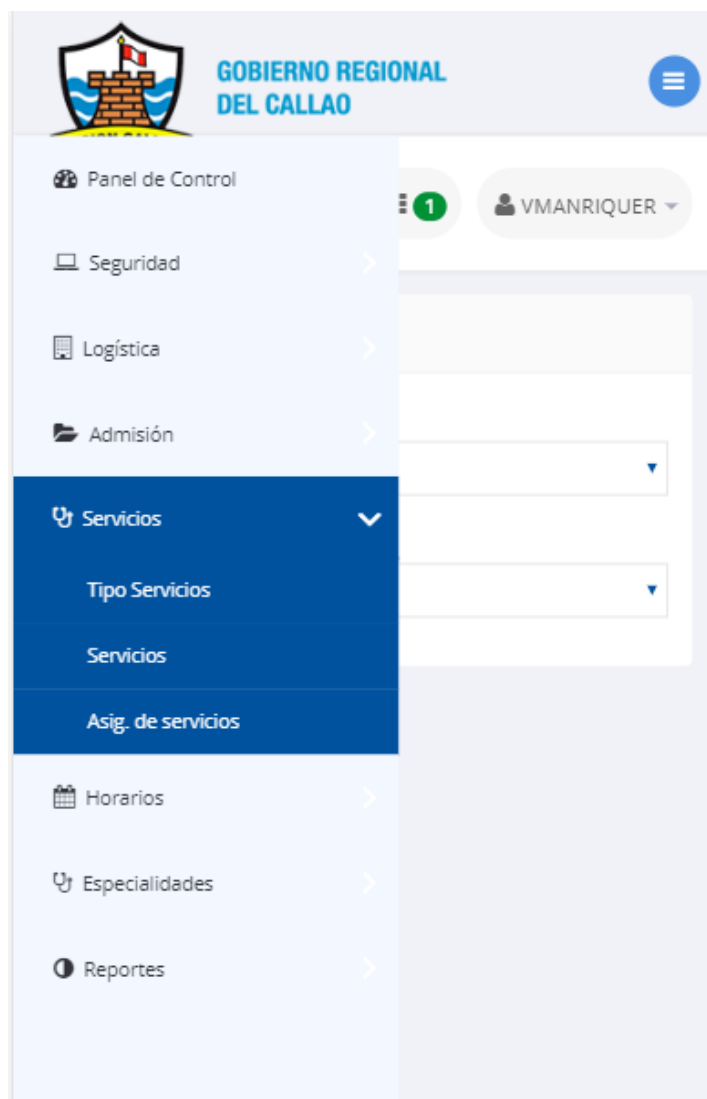 GOBIERNO REGIONAL
DEL CALLAO
Panel de Control
1
VMANRIQUER
Seguridad
Logística
Admisión
Servicios
Tipo Servicios
Servicios
Asig. de servicios
Horarios
Especialidades
Reportes